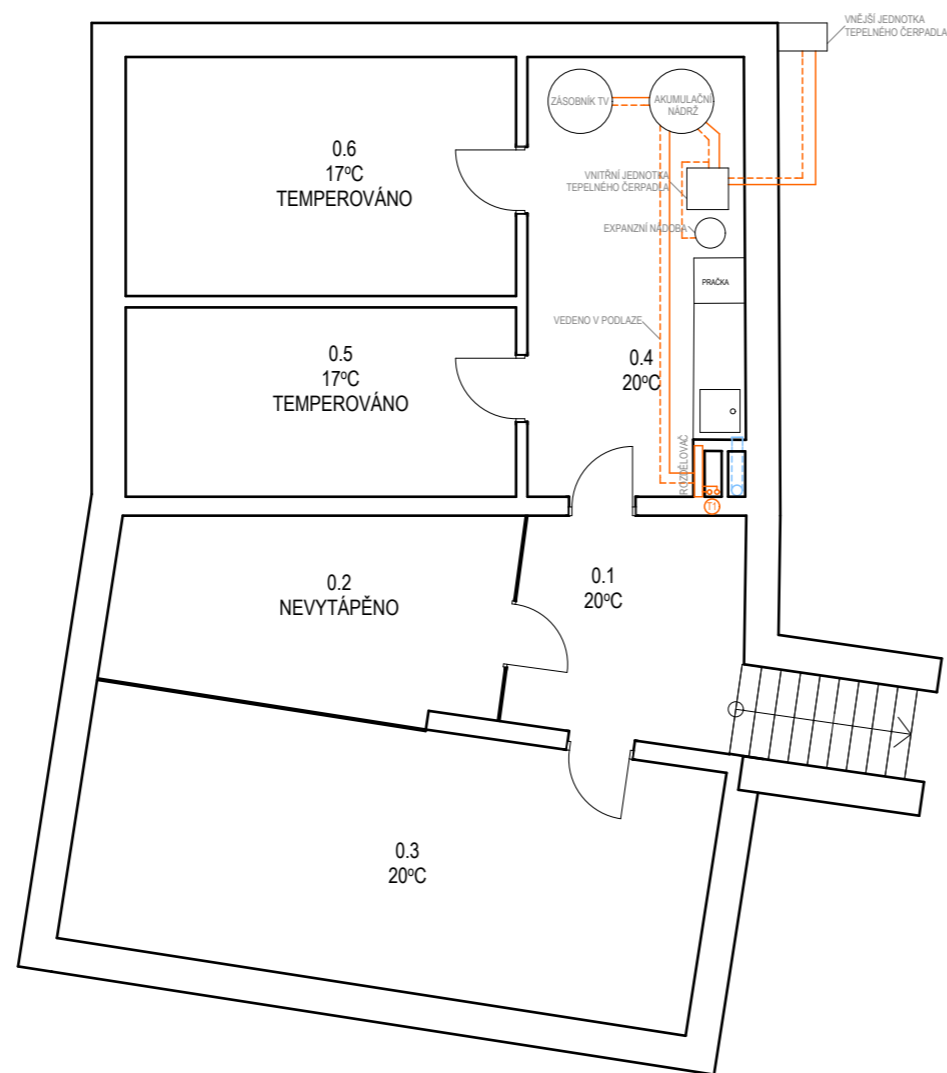 VNĚJŠÍ JEDNOTKA
TEPELNÉHO ČERPADLA
ZÁSOBNÍK TV
AKUMULAČNÍ
NÁDRŽ
0.6
17ºC
TEMPEROVÁNO
VNITŘNÍ JEDNOTKA
TEPELNÉHO ČERPADLA
EXPANZNÍ NÁDOBA
PRAČKA
VEDENO V PODLAZE
0.5
17ºC
TEMPEROVÁNO
0.4
20ºC
ROZDĚLOVAČ
0.2
NEVYTÁPĚNO
0.1
20ºC
0.3
20ºC